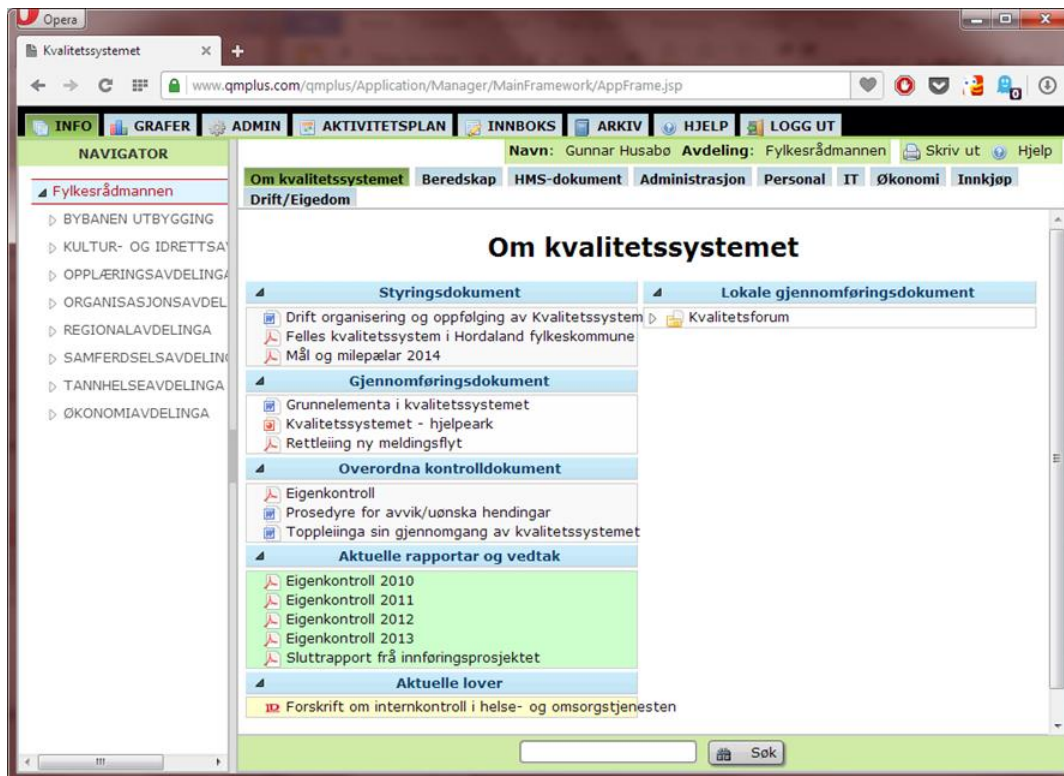 Opera
Kvalitetssystemet
www.qmplus.com/qmplus/Application/Manager/MainFramework/AppFrame.jsp
0
INFO GRAFER ADMIN AKTIVITETSPLAN INNBOKS ARKIV HJELP LOGG UT
NAVIGATOR
Navn: Gunnar Husabø Avdeling: Fylkesrådmannen Skriv ut Hjelp
Fylkesrådmannen
BYBANEN UTBYGGING
KULTUR- OG IDRETTSA
OPPLÆRINGSAVDELINGA
ORGANISASJONSAVDEL
REGIONALAVDELINGA
SAMFERDSELSAVDELIN
TANNHELSEAVDELINGA
ØKONOMIAVDELINGA
Om kvalitetssystemet Beredskap HMS-dokument Administrasjon Personal IT Økonomi Innkjøp
Drift/Eigedom
Om kvalitetssystemet
Styringsdokument
Drift organisering og oppfølging av Kvalitetssystem
Felles kvalitetssystem i Hordaland fylkeskommune
Mål og milepælar 2014
Gjennomføringsdokument
Grunnelementa i kvalitetssystemet
Kvalitetssystemet - hjelpeark
Rettleiing ny meldingsflyt
Overordna kontrolldokument
Eigenkontroll
Prosedyre for avvik/uønska hendingar
Toppleiinga sin gjennomgang av kvalitetssystemet
Aktuelle rapportar og vedtak
Eigenkontroll 2010
Eigenkontroll 2011
Eigenkontroll 2012
Eigenkontroll 2013
Sluttrapport frå innføringsprosjektet
Aktuelle lover
Forskrift om internkontroll i helse- og omsorgstjenesten
Lokale gjennomføringsdokument
Kvalitetsforum
Søk